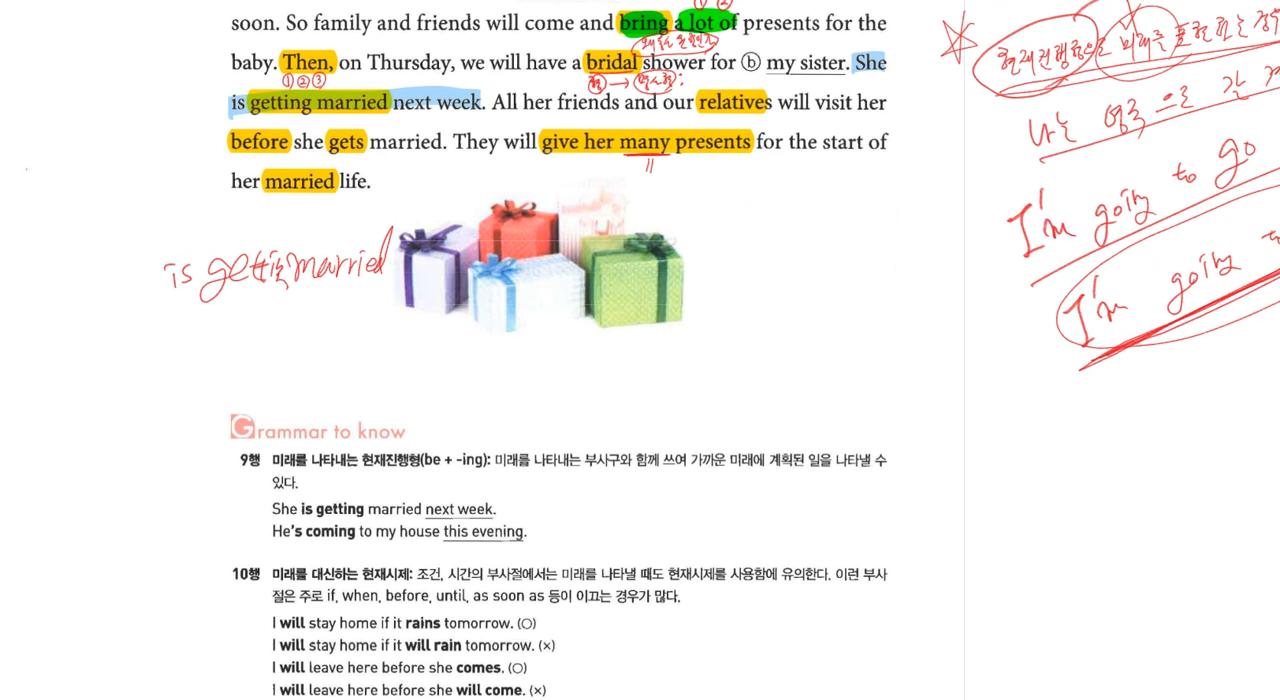 soon. So family and friends will come and bring a lot of presents for the
① ②
baby. Then, on Thursday, we will have a bridal shower for ⓑ my sister. She
① ② ③
is getting married next week. All her friends and our relatives will visit her
before she gets married. They will give her many presents for the start of
her married life.
is getting married
나는 영국 으로 갈
I'm going to go
I'm going
Grammar to know
9행 미래를 나타내는 현재진행형(be + -ing): 미래를 나타내는 부사구와 함께 쓰여 가까운 미래에 계획된 일을 나타낼 수
있다.
She is getting married next week.
He's coming to my house this evening.
10행 미래를 대신하는 현재시제: 조건, 시간의 부사절에서는 미래를 나타낼 때도 현재시제를 사용함에 유의한다. 이런 부사
절은 주로 if, when, before, until, as soon as 등이 이끄는 경우가 많다.
I will stay home if it rains tomorrow. (○)
I will stay home if it will rain tomorrow. (×)
I will leave here before she comes. (○)
I will leave here before she will come. (×)